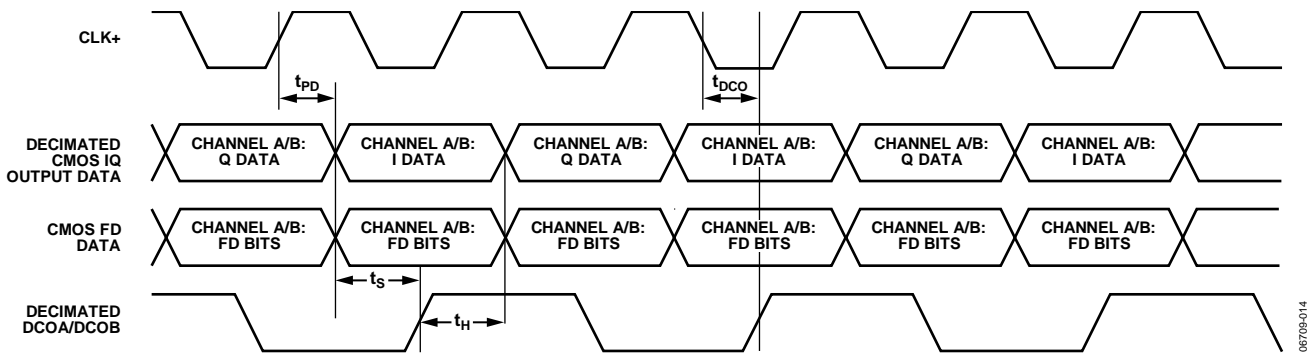 CLK+
tPD
tDCO
DECIMATED
CMOS IQ
OUTPUT DATA
CHANNEL A/B:
Q DATA
CHANNEL A/B:
I DATA
CHANNEL A/B:
Q DATA
CHANNEL A/B:
I DATA
CHANNEL A/B:
Q DATA
CHANNEL A/B:
I DATA
CMOS FD
DATA
CHANNEL A/B:
FD BITS
CHANNEL A/B:
FD BITS
CHANNEL A/B:
FD BITS
CHANNEL A/B:
FD BITS
CHANNEL A/B:
FD BITS
CHANNEL A/B:
FD BITS
tS
DECIMATED
DCOA/DCOB
tH
06709-014